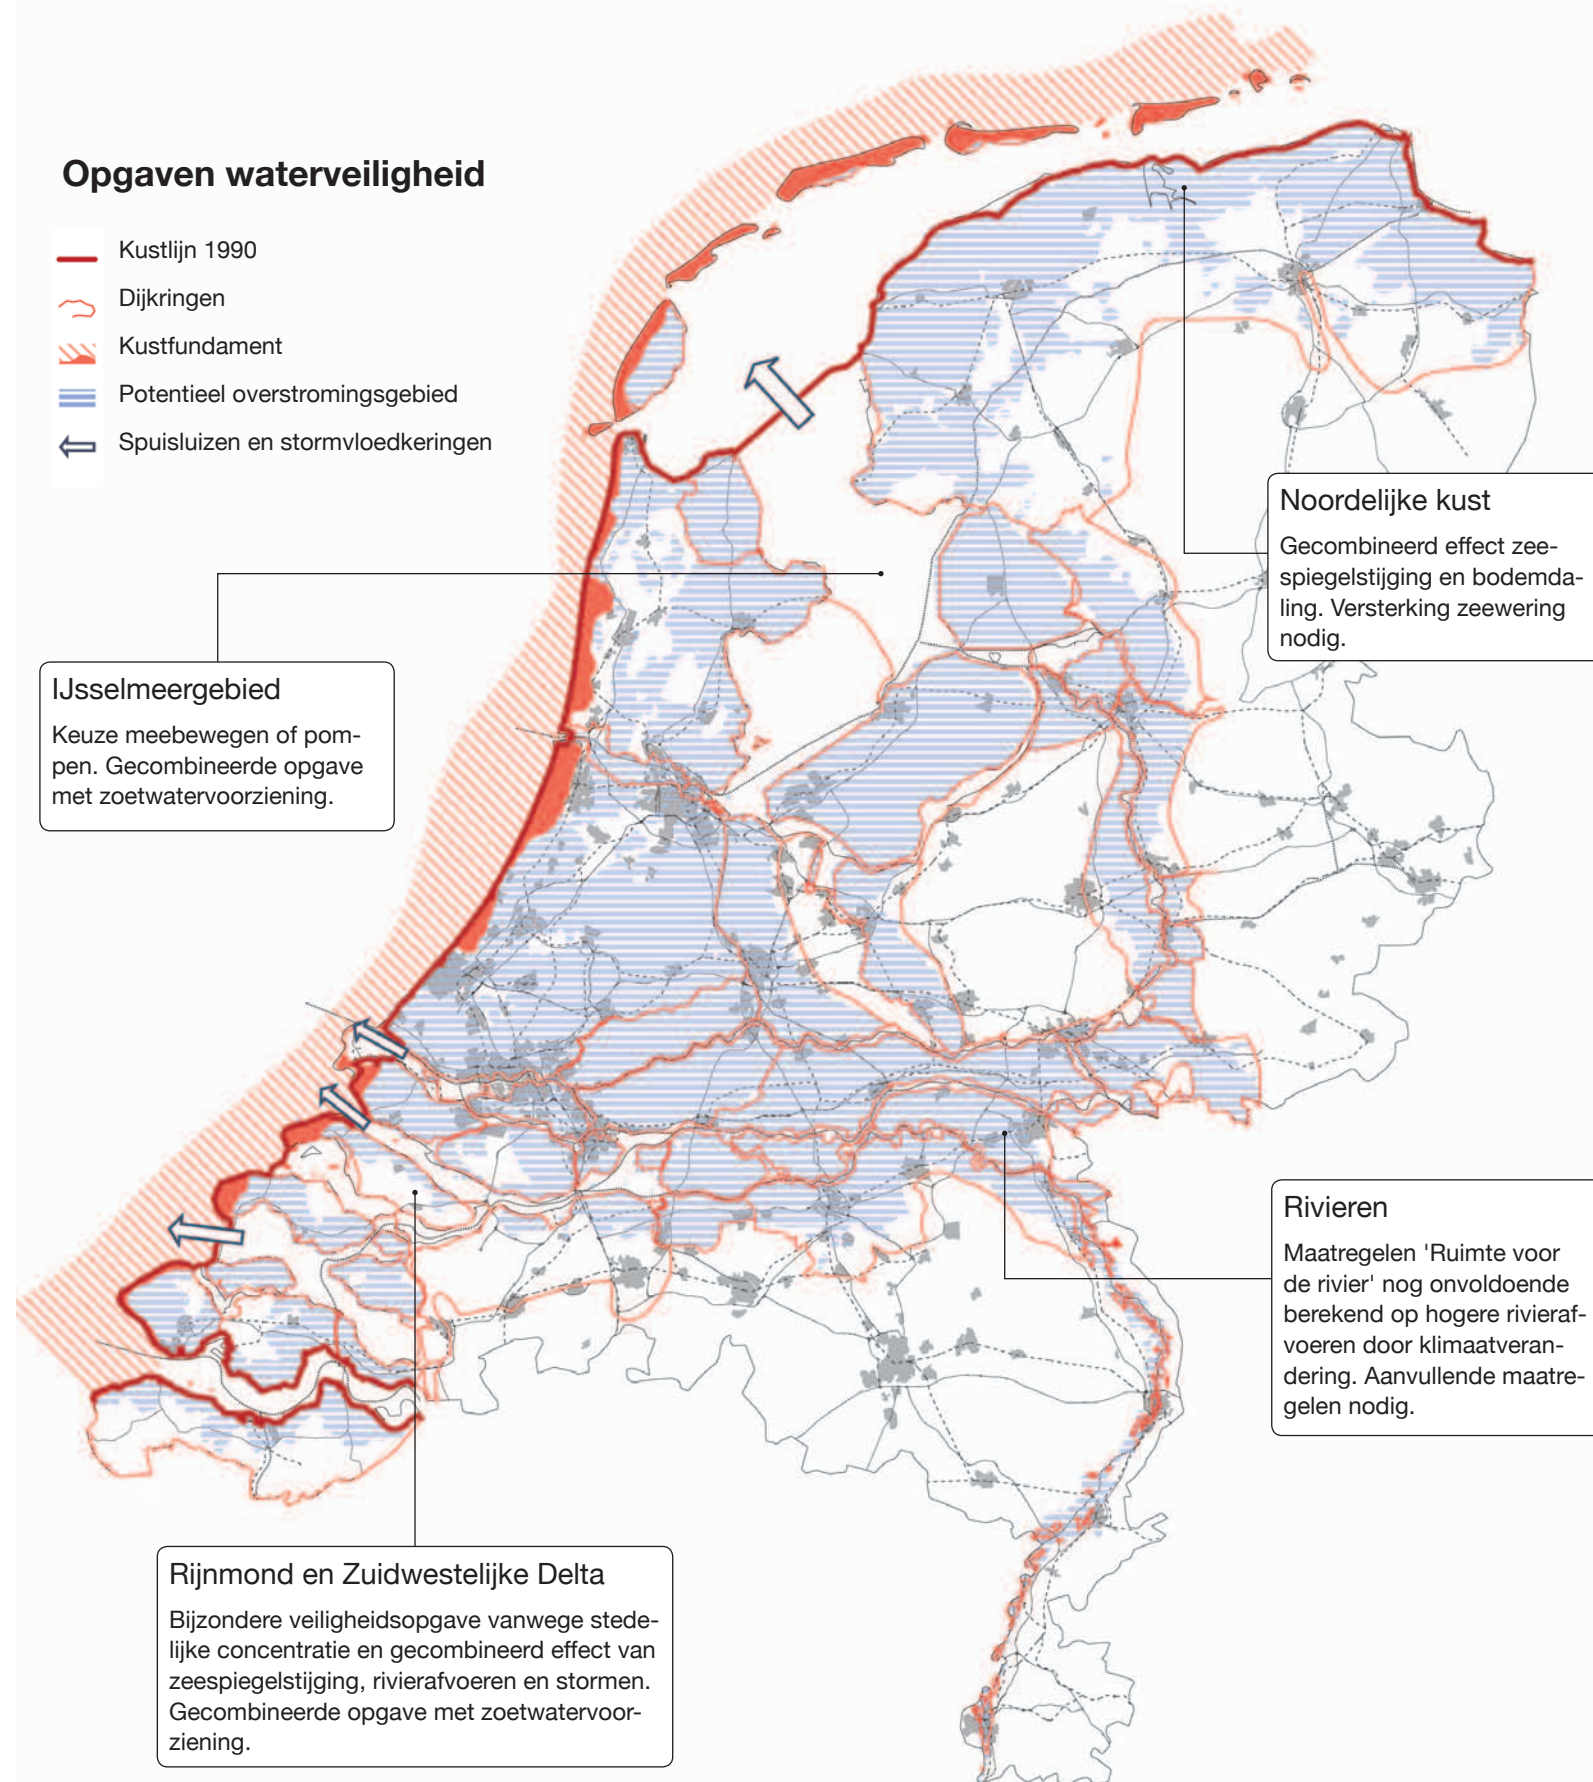 Opgaven waterveiligheid
Kustlijn 1990
Dijkringen
Kustfundament
Potentieel overstromingsgebied
Spuisluizen en stormvloedkeringen
Noordelijke kust
Gecombineerd effect zee-
spiegelstijging en bodemda-
ling. Versterking zeewering
nodig.
IJsselmeergebied
Keuze meebewegen of pom-
pen. Gecombineerde opgave
met zoetwatervoorziening.
Rivieren
Maatregelen 'Ruimte voor
de rivier' nog onvoldoende
berekend op hogere rivieraf-
voeren door klimaatveran-
dering. Aanvullende maatre-
gelen nodig.
Rijnmond en Zuidwestelijke Delta
Bijzondere veiligheidsopgave vanwege stede-
lijke concentratie en gecombineerd effect van
zeespiegelstijging, rivierafvoeren en stormen.
Gecombineerde opgave met zoetwatervoor-
ziening.